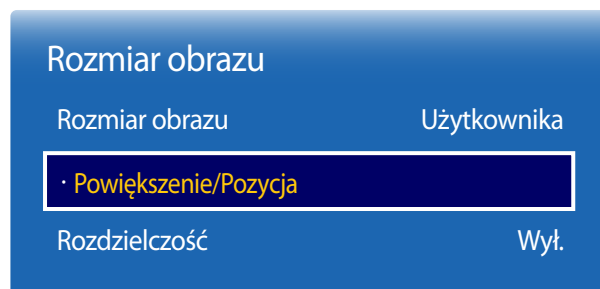 Rozmiar obrazu
Rozmiar obrazu Użytkownika
· Powiększenie/Pozycja
Rozdzielczość Wył.